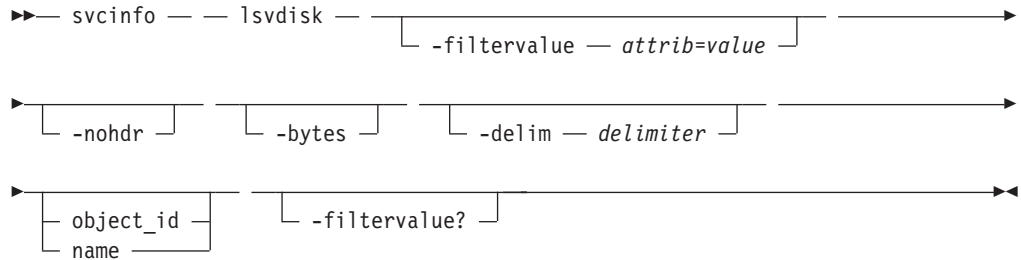 svcinfo lsvdisk
-filtervalue attrib=value
-nohdr -bytes -delim delimiter
object_id -filtervalue?
name